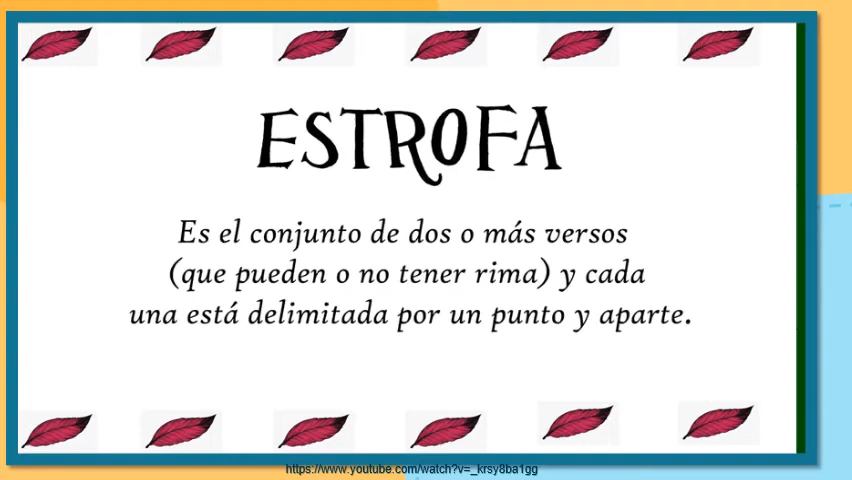 ESTROFA
Es el conjunto de dos o más versos
(que pueden o no tener rima) y cada
una está delimitada por un punto y aparte.
https://www.youtube.com/watch?v=_krsy8ba1gg